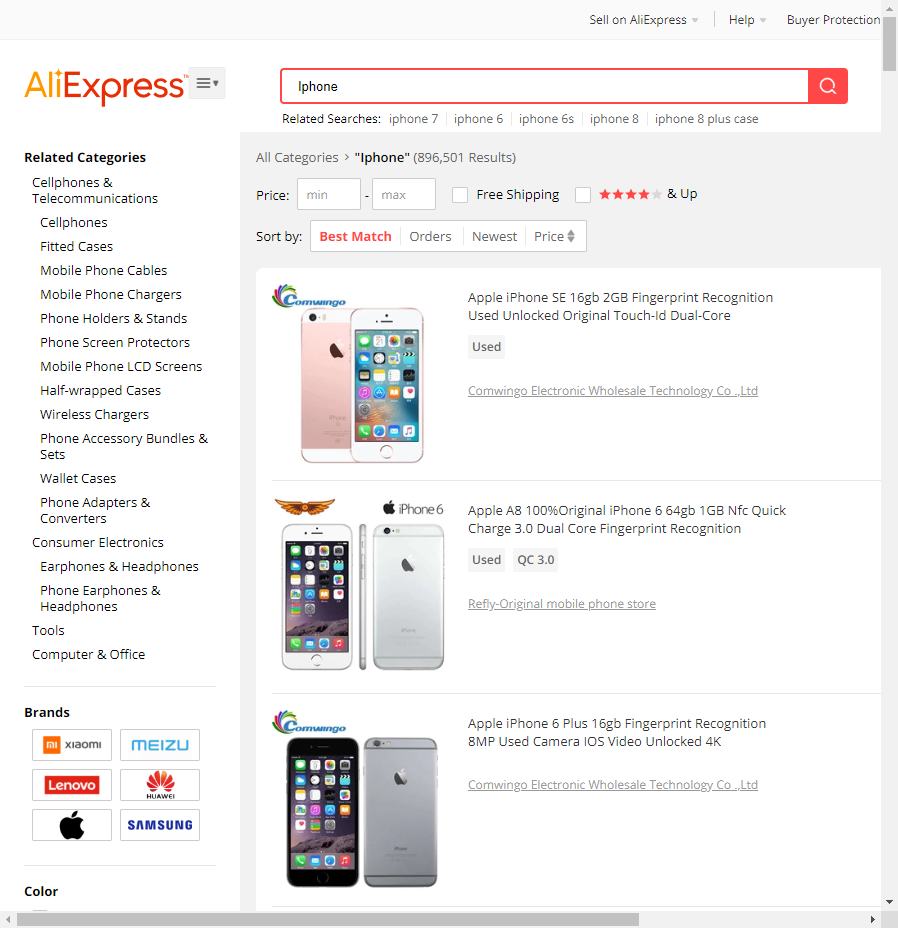 Sell on AliExpress
Help
Buyer Protection
AliExpress™
Iphone
Related Searches: iphone 7 iphone 6 iphone 6s iphone 8 iphone 8 plus case
Related Categories
Cellphones &
Telecommunications
Cellphones
Fitted Cases
Mobile Phone Cables
Mobile Phone Chargers
Phone Holders & Stands
Phone Screen Protectors
Mobile Phone LCD Screens
Half-wrapped Cases
Wireless Chargers
Phone Accessory Bundles &
Sets
Wallet Cases
Phone Adapters &
Converters
Consumer Electronics
Earphones & Headphones
Phone Earphones &
Headphones
Tools
Computer & Office
Brands
mi xiaomi
MEIZU
Lenovo
HUAWEI
SAMSUNG
Color
All Categories > "Iphone" (896,501 Results)
Price: min - max Free Shipping & Up
Sort by: Best Match Orders Newest Price
Comwingo
Apple iPhone SE 16gb 2GB Fingerprint Recognition
Used Unlocked Original Touch-Id Dual-Core
Used
Comwingo Electronic Wholesale Technology Co .,Ltd
iPhone 6
Apple A8 100%Original iPhone 6 64gb 1GB Nfc Quick
Charge 3.0 Dual Core Fingerprint Recognition
Used QC 3.0
Refly-Original mobile phone store
Comwingo
Apple iPhone 6 Plus 16gb Fingerprint Recognition
8MP Used Camera IOS Video Unlocked 4K
Comwingo Electronic Wholesale Technology Co .,Ltd